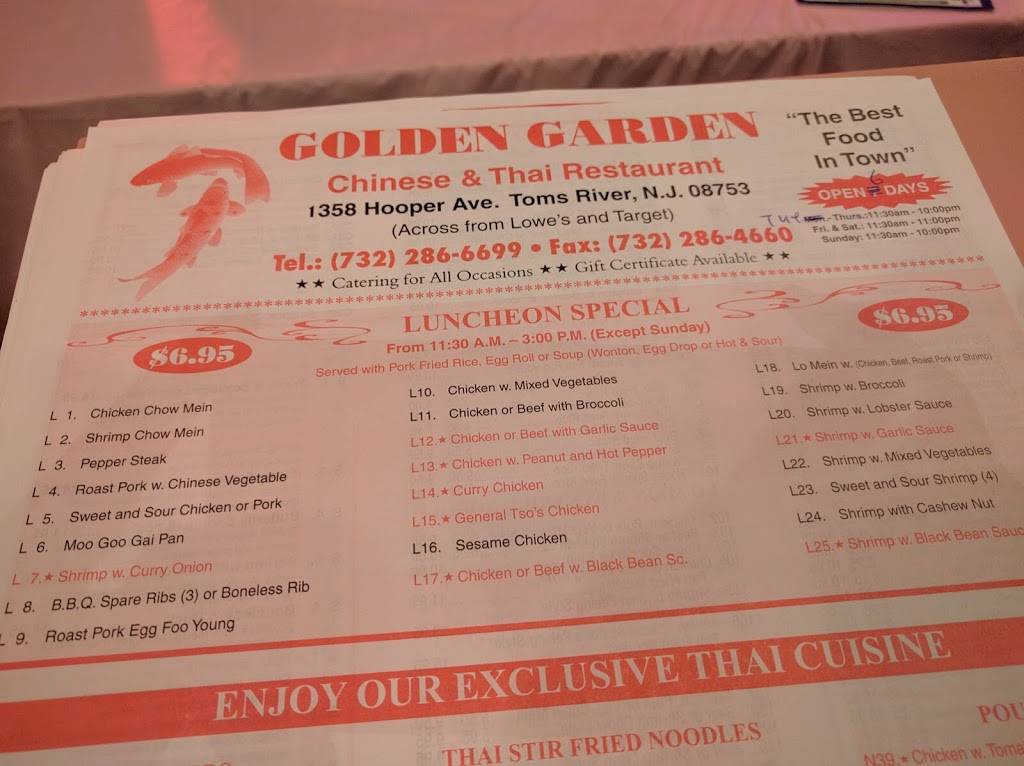 GOLDEN GARDEN
Chinese & Thai Restaurant
1358 Hooper Ave. Toms River, N.J. 08753
(Across from Lowe's and Target)
Tel.: (732) 286-6699 • Fax: (732) 286-4660
★ ★ Catering for All Occasions ★ ★ Gift Certificate Available ★ ★
"The Best
Food
In Town"
6
OPEN 7 DAYS
Tue -Thurs.:11:30am - 10:00pm
Fri. & Sat.: 11:30am - 11:00pm
Sunday: 11:30am - 10:00pm
LUNCHEON SPECIAL
$6.95
$6.95
From 11:30 A.M. – 3:00 P.M. (Except Sunday)
Served with Pork Fried Rice, Egg Roll or Soup (Wonton, Egg Drop or Hot & Sour)
L 1. Chicken Chow Mein
L 2. Shrimp Chow Mein
L 3. Pepper Steak
L 4. Roast Pork w. Chinese Vegetable
L 5. Sweet and Sour Chicken or Pork
L 6. Moo Goo Gai Pan
L 7.★ Shrimp w. Curry Onion
L 8. B.B.Q. Spare Ribs (3) or Boneless Rib
L 9. Roast Pork Egg Foo Young
L10. Chicken w. Mixed Vegetables
L11. Chicken or Beef with Broccoli
L12.★ Chicken or Beef with Garlic Sauce
L13.★ Chicken w. Peanut and Hot Pepper
L14.★ Curry Chicken
L15.★ General Tso's Chicken
L16. Sesame Chicken
L17.★ Chicken or Beef w. Black Bean Sc.
L18. Lo Mein w. (Chicken, Beef, Roast Pork or Shrimp)
L19. Shrimp w. Broccoli
L20. Shrimp w. Lobster Sauce
L21.★ Shrimp w. Garlic Sauce
L22. Shrimp w. Mixed Vegetables
L23. Sweet and Sour Shrimp (4)
L24. Shrimp with Cashew Nut
L25.★ Shrimp w. Black Bean Sauc
ENJOY OUR EXCLUSIVE THAI CUISINE
THAI STIR FRIED NOODLES
POU
N39.★ Chicken w. Toma